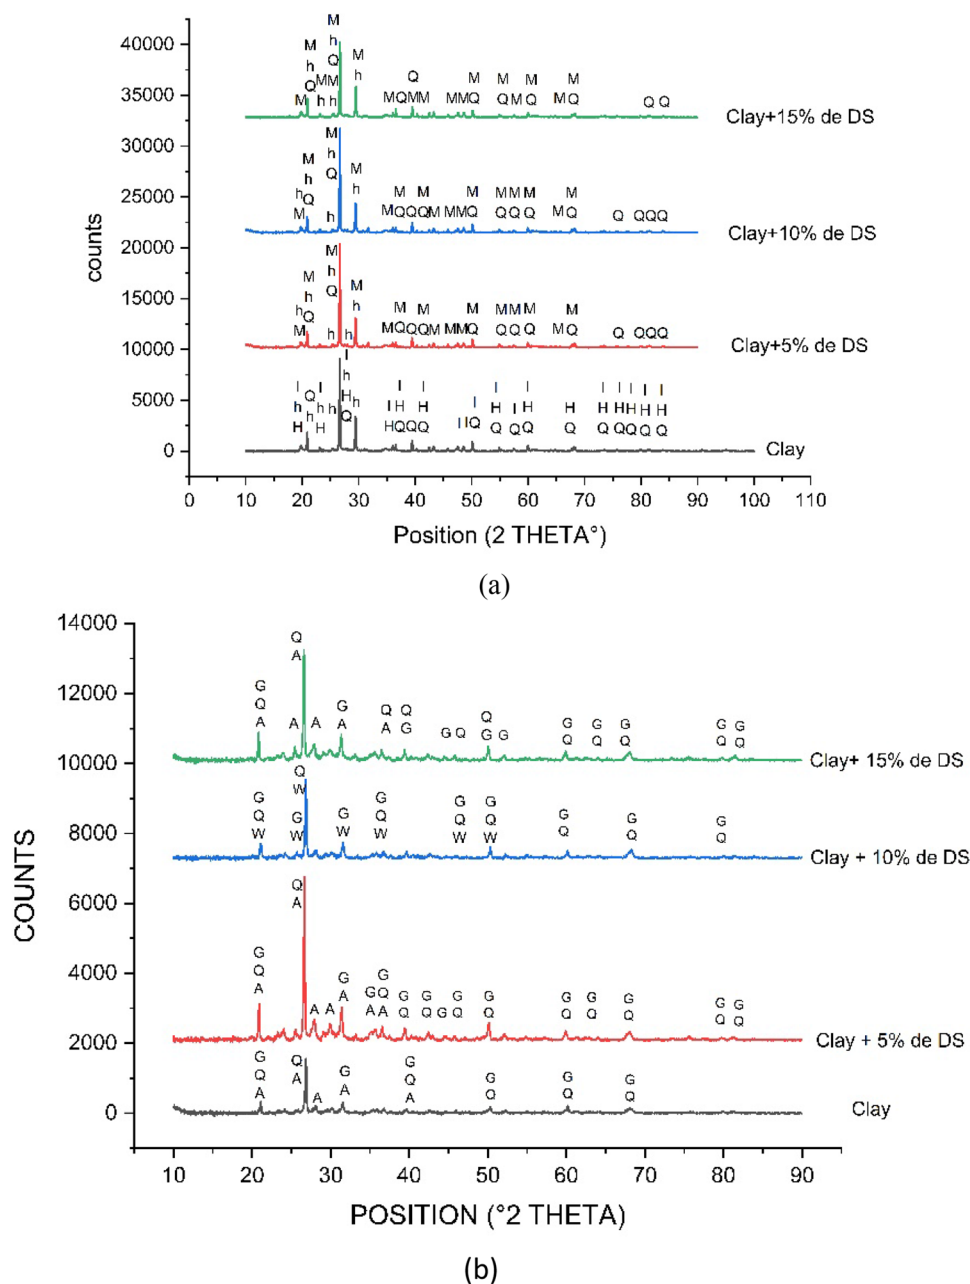 M
M h M
h Q M M h
I M Q h h
M Q Q
M Q M M
M M
Q Q
M M M
M
Q
Q Q
40000
35000
Clay+15% de DS
30000
M
h
Q
M
h
Q
h
M
h
M
h
M M
M Q Q Q M M M
M
Q
M M M
Q Q Q
M
M
Q
Q Q Q Q
25000
20000
Clay+10% de DS
counts
M
h
Q
M
h
Q
h
M
h
h
M
h
M M
M Q Q Q M M M
M
Q
M M M
Q Q Q
M
M
Q
Q Q Q Q
15000
10000
Clay+5% de DS
I
h
H
Q
h
I
h
H
I
h
H
Q
h
I I I
H H H
Q Q Q
I H
I
Q
I I I
H H
Q Q Q
H
Q
I I I I I
H H H H H
Q Q Q Q
5000
0
Clay
0 10 20 30 40 50 60 70 80 90 100 110
Position (2 THETA°)
(a)
14000
12000
G
Q
A
A
Q
A
A
G
A
Q
A
Q
G
G Q
Q
G G
G
Q
G
Q
G
Q
G
Q
G
Q
10000
Clay+ 15% de DS
G
Q
W
Q
W
G
W
G
W
G
Q
W
G
Q
W
G
Q
W
G
Q
G
Q
G
Q
8000
Clay + 10% de DS
COUNTS
6000
G
Q
A
Q
A
A A
G
A
G
A
G
Q
A
G
Q
G
Q
G
G
Q
G
Q
G
Q
G
Q
G
Q
G
Q
G
Q
4000
2000
Clay + 5% de DS
G
Q
A
Q
A
A
G
A
G
Q
A
G
Q
G
Q
G
Q
0
Clay
10 20 30 40 50 60 70 80 90
POSITION (°2 THETA)
(b)